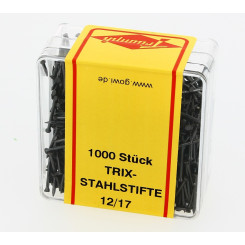 Triumph
www.gowi.de
1000 Stück
TRIX-
STAHLSTIFTE
12/17